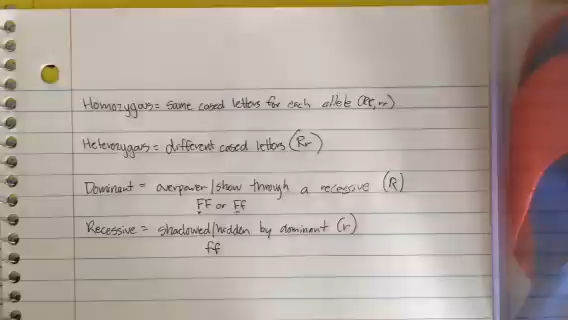 Homozygous = same cased letters for each allele (RR, rr)
Heterozygous = different cased letters (Rr)
Dominant = overpower/show through a recessive (R)
FF or Ff
Recessive = shadowed/hidden by dominant (r)
ff